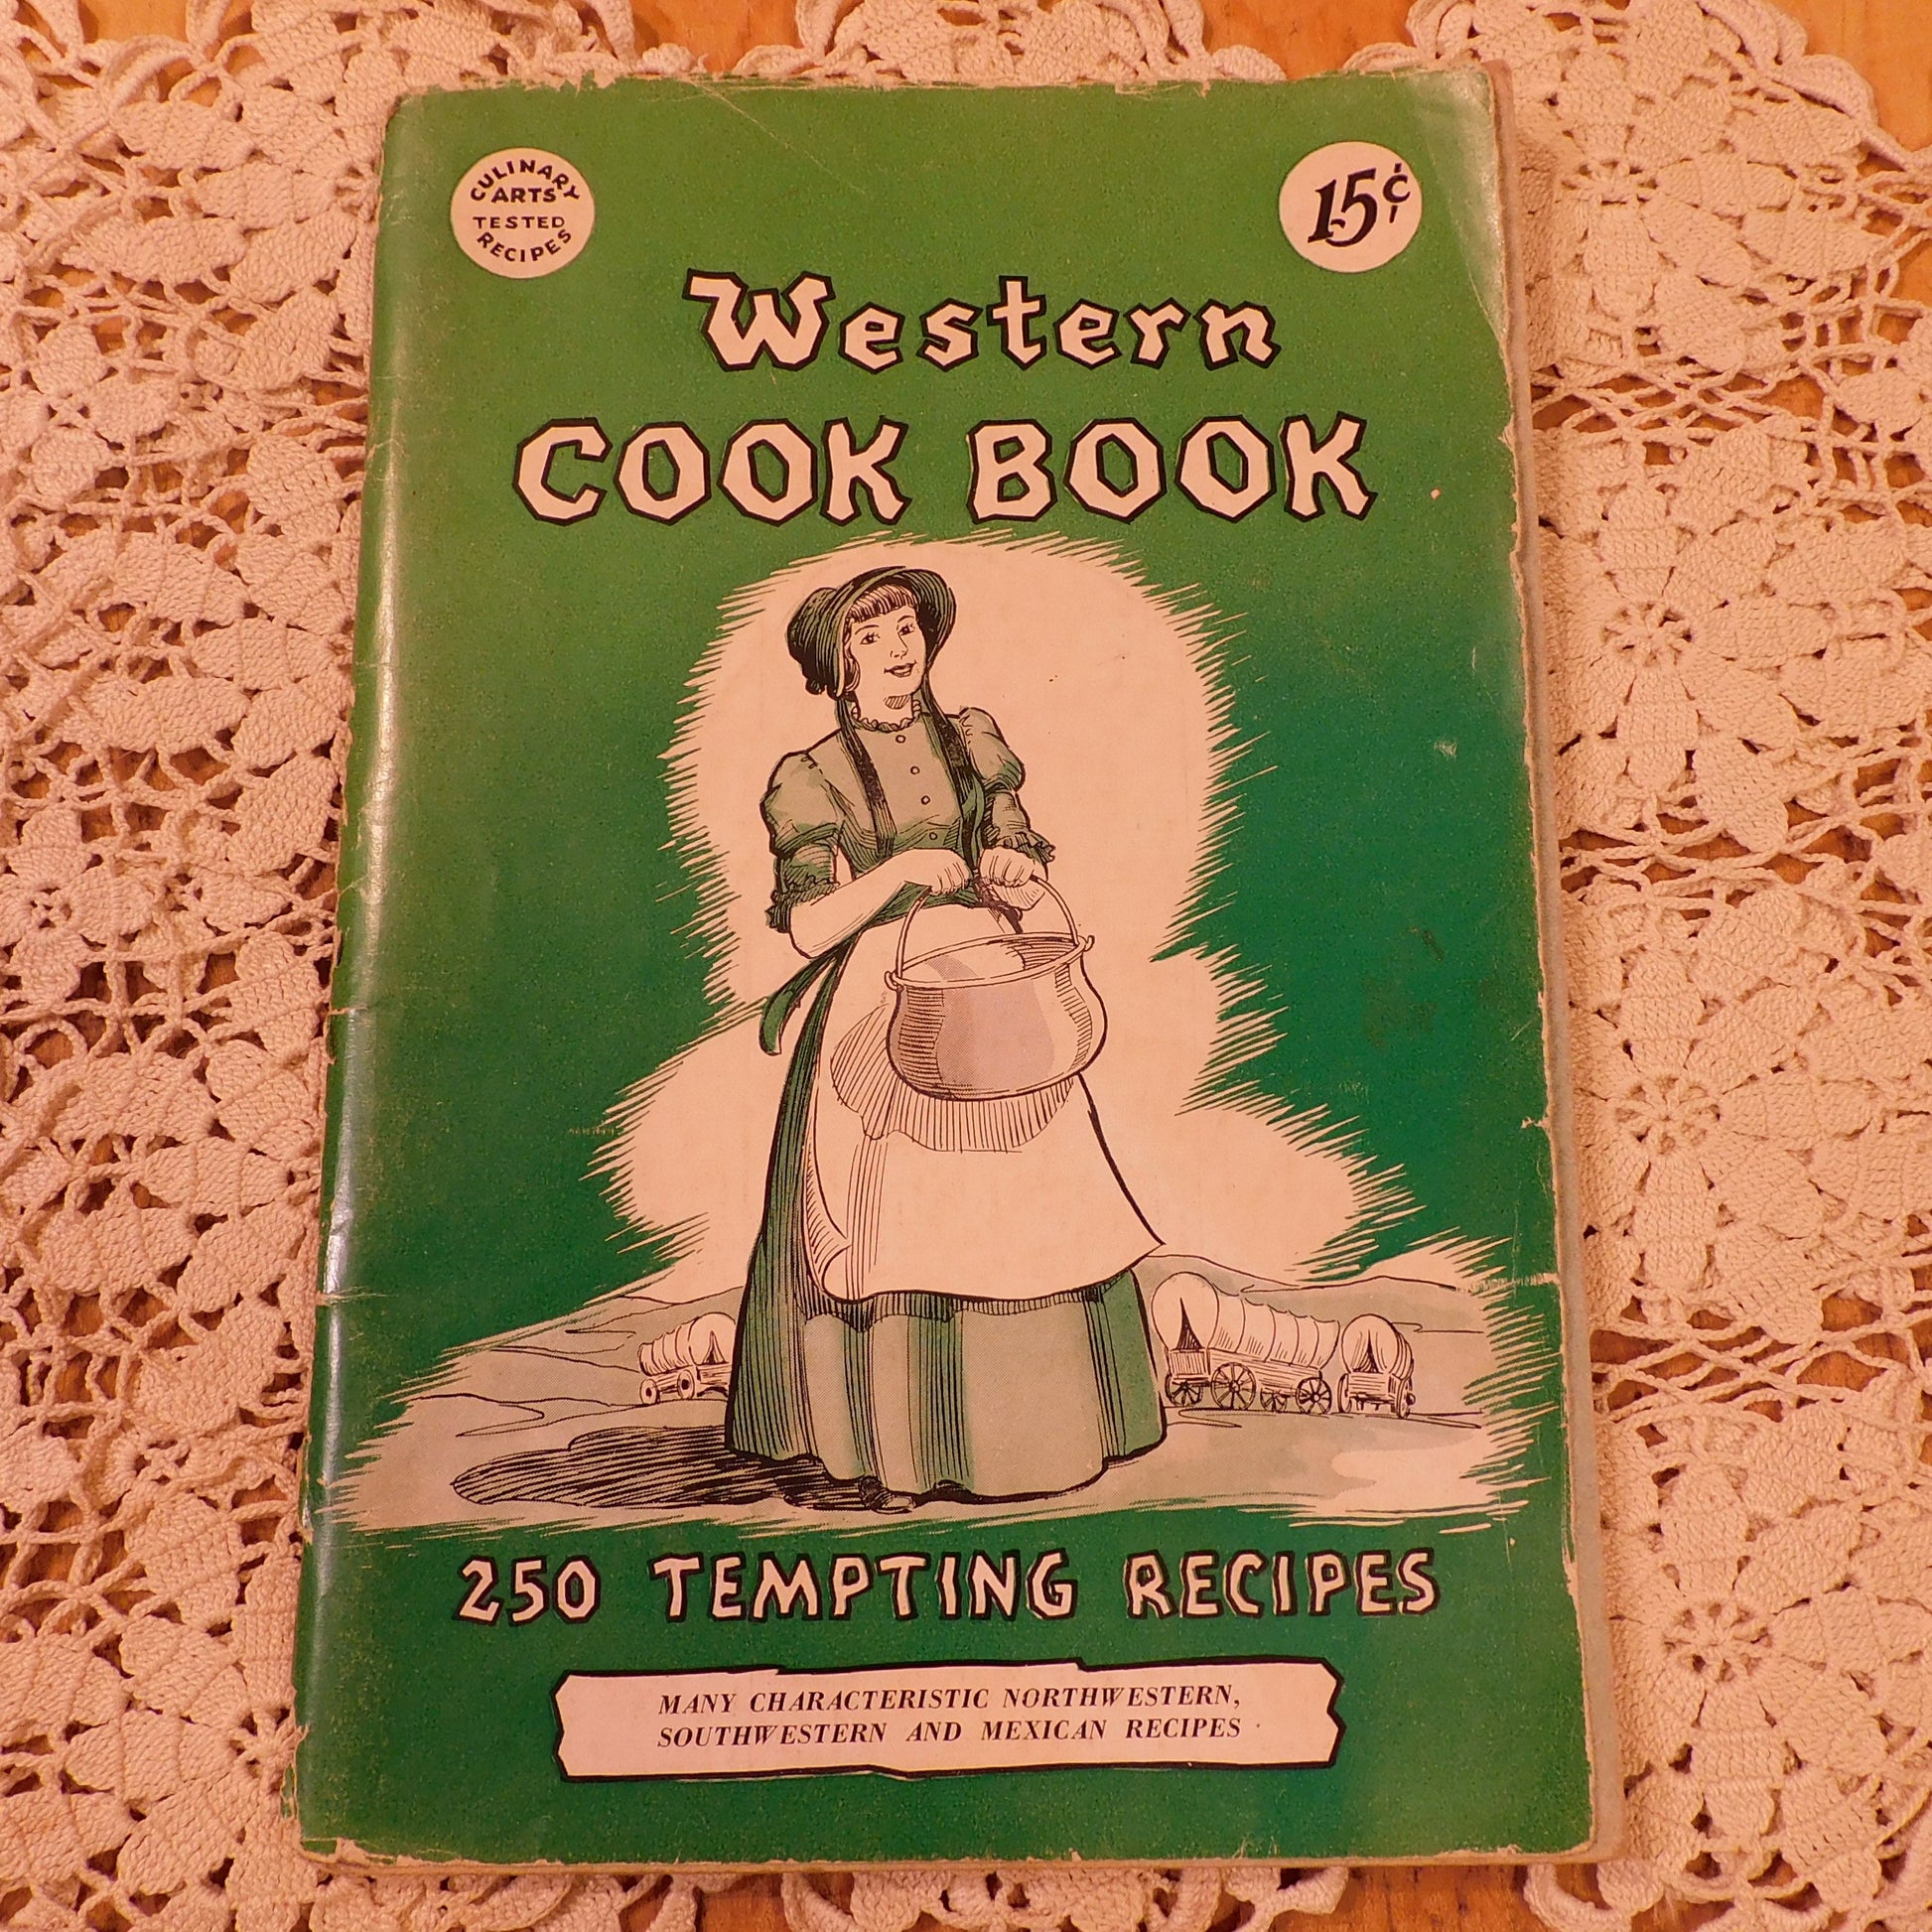 CULINARY
ARTS
TESTED
RECIPES
15¢
Western
COOK BOOK
250 TEMPTING RECIPES
MANY CHARACTERISTIC NORTHWESTERN,
SOUTHWESTERN AND MEXICAN RECIPES